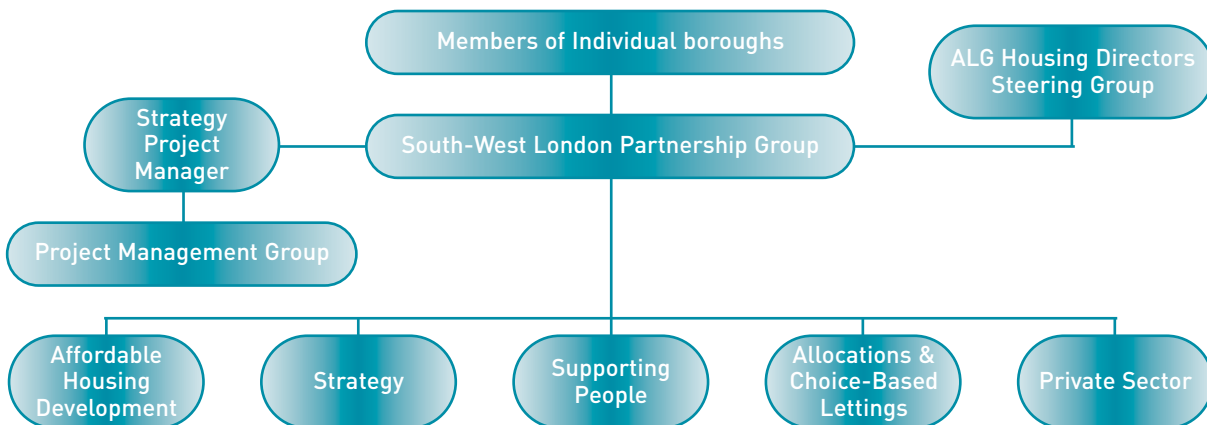 Members of Individual boroughs
ALG Housing Directors
Steering Group
Strategy
Project
Manager
South-West London Partnership Group
Project Management Group
Affordable
Housing
Development
Strategy
Supporting
People
Allocations &
Choice-Based
Lettings
Private Sector